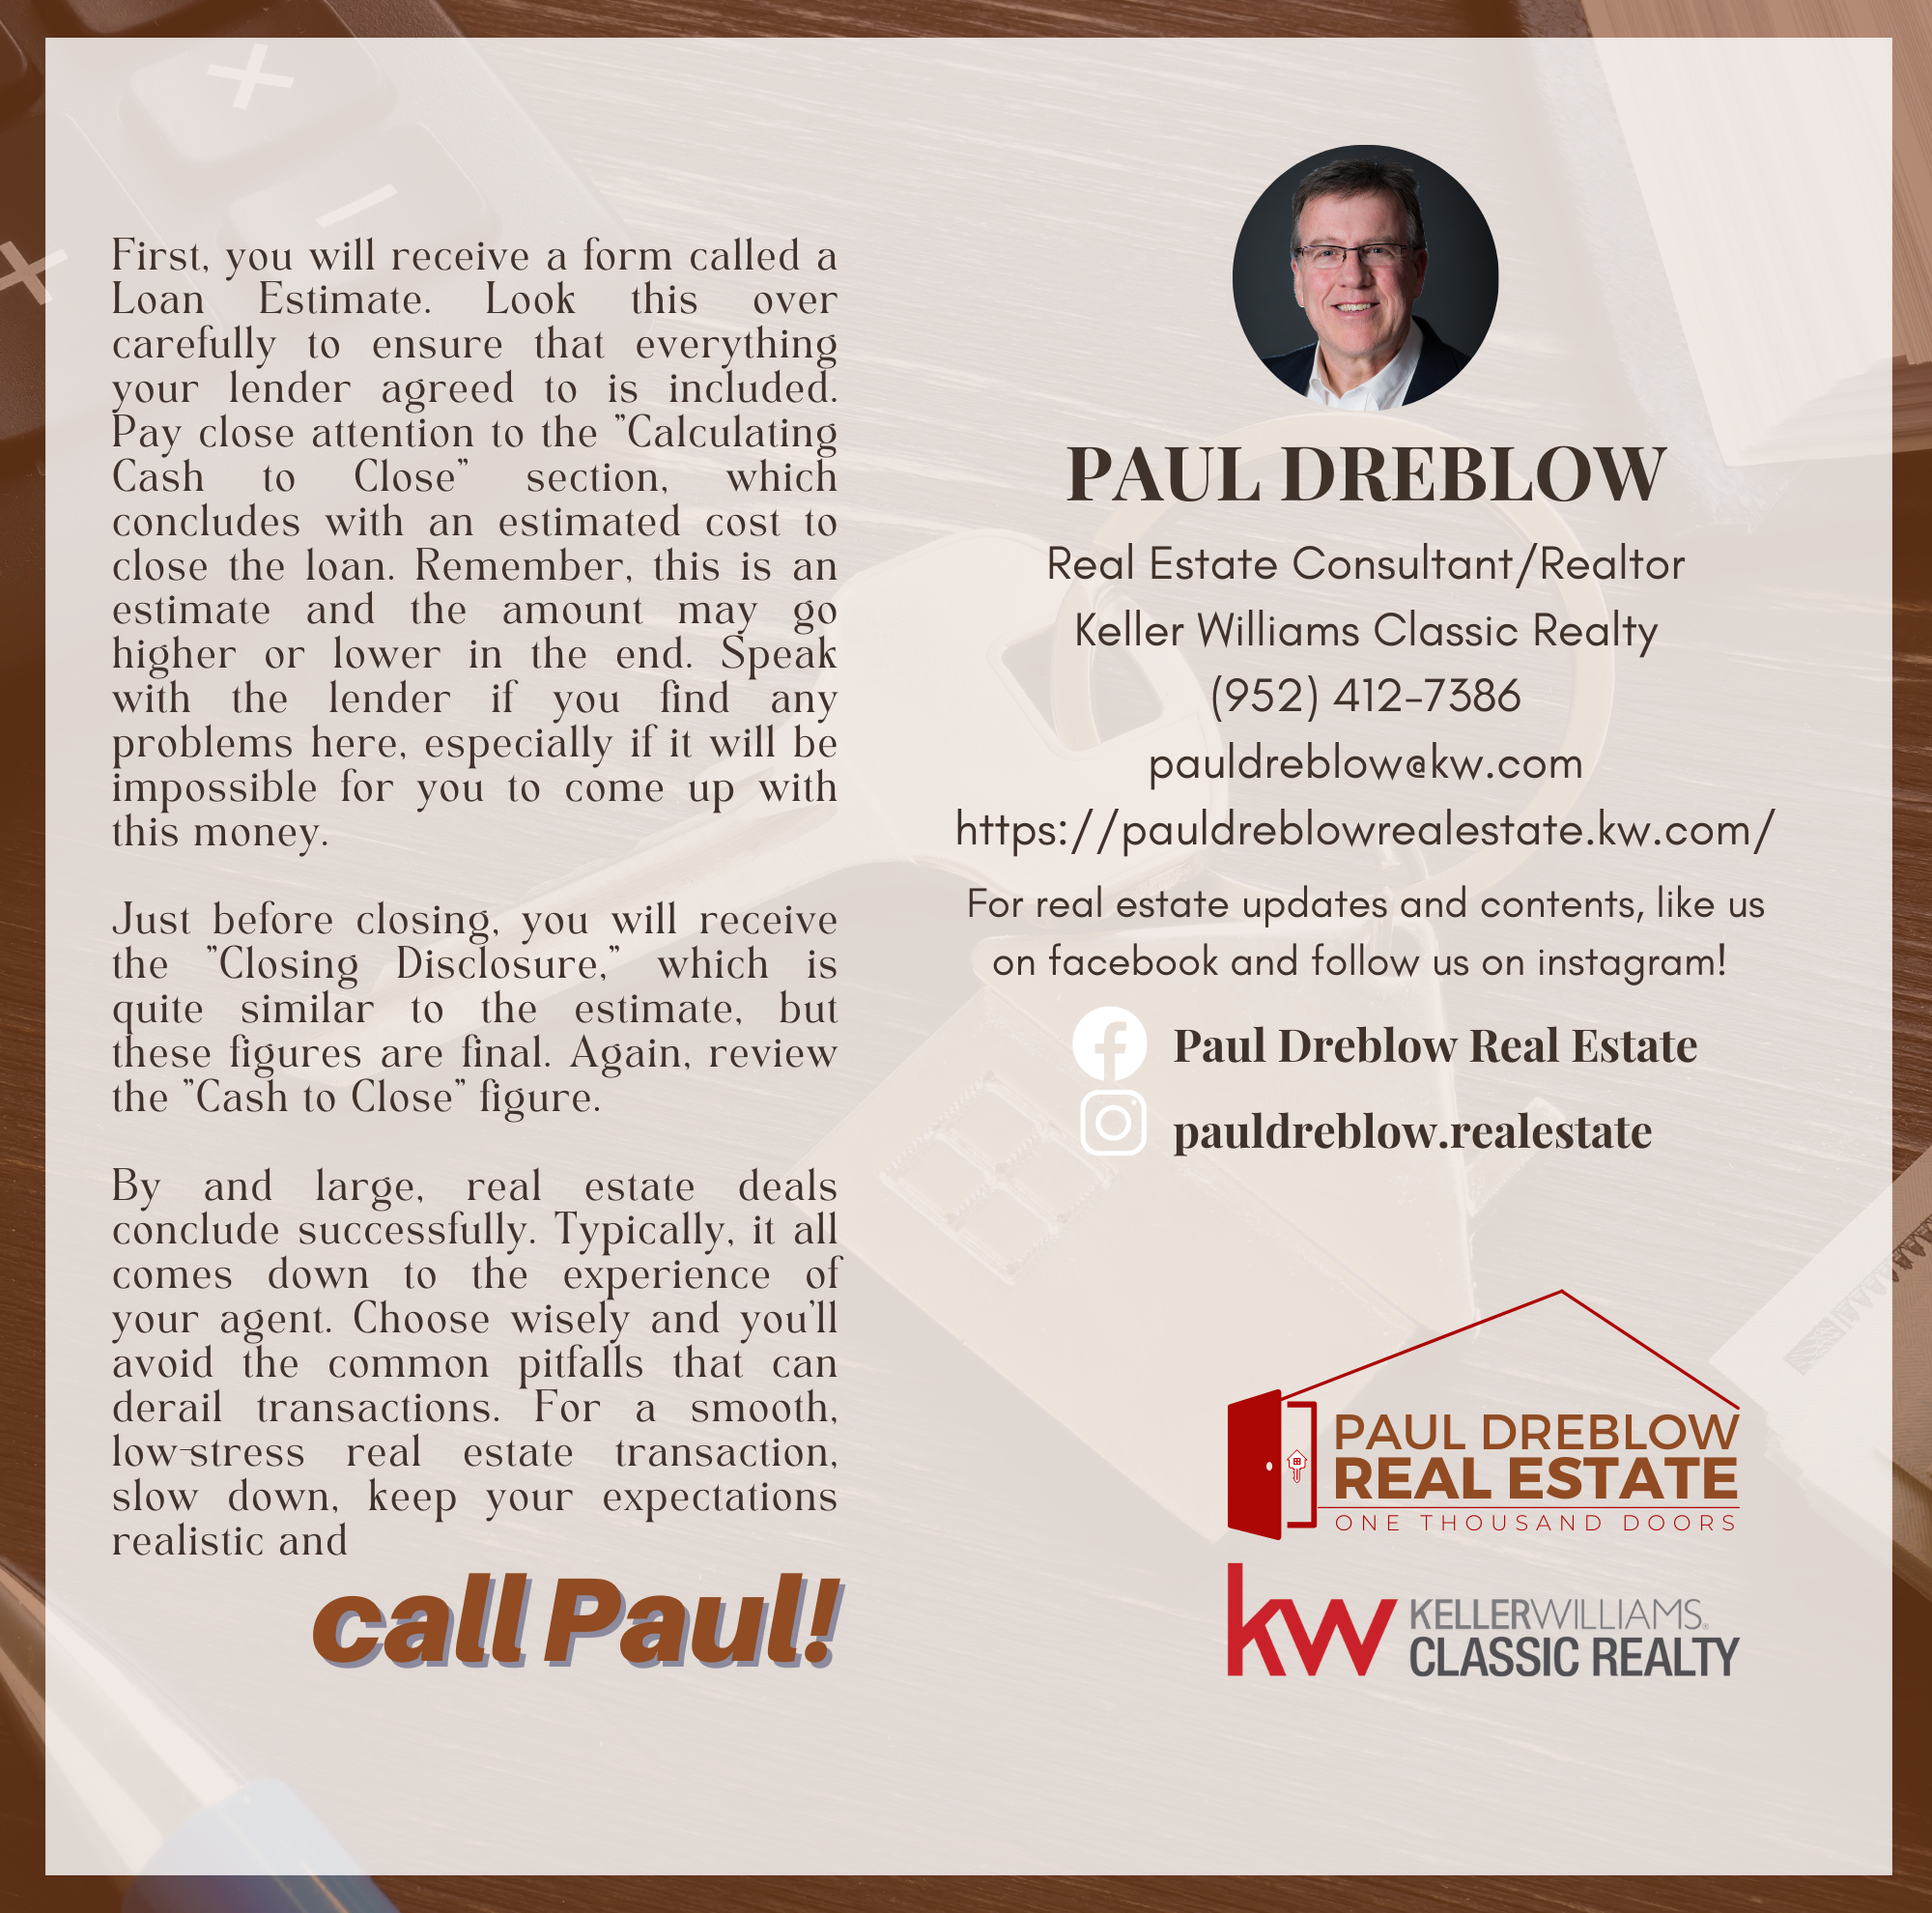 First, you will receive a form called a
Loan Estimate. Look this over
carefully to ensure that everything
your lender agreed to is included.
Pay close attention to the "Calculating
Cash to Close" section, which
concludes with an estimated cost to
close the loan. Remember, this is an
estimate and the amount may go
higher or lower in the end. Speak
with the lender if you find any
problems here, especially if it will be
impossible for you to come up with
this money.
Just before closing, you will receive
the "Closing Disclosure," which is
quite similar to the estimate, but
these figures are final. Again, review
the "Cash to Close" figure.
By and large, real estate deals
conclude successfully. Typically, it all
comes down to the experience of
your agent. Choose wisely and you'll
avoid the common pitfalls that can
derail transactions. For a smooth,
low-stress real estate transaction,
slow down, keep your expectations
realistic and
call Paul!
PAUL DREBLOW
Real Estate Consultant/Realtor
Keller Williams Classic Realty
(952) 412-7386
pauldreblow@kw.com
https://pauldreblowrealestate.kw.com/
For real estate updates and contents, like us
on facebook and follow us on instagram!
Paul Dreblow Real Estate
pauldreblow.realestate
PAUL DREBLOW
REAL ESTATE
ONE THOUSAND DOORS
kw KELLERWILLIAMS®
CLASSIC REALTY